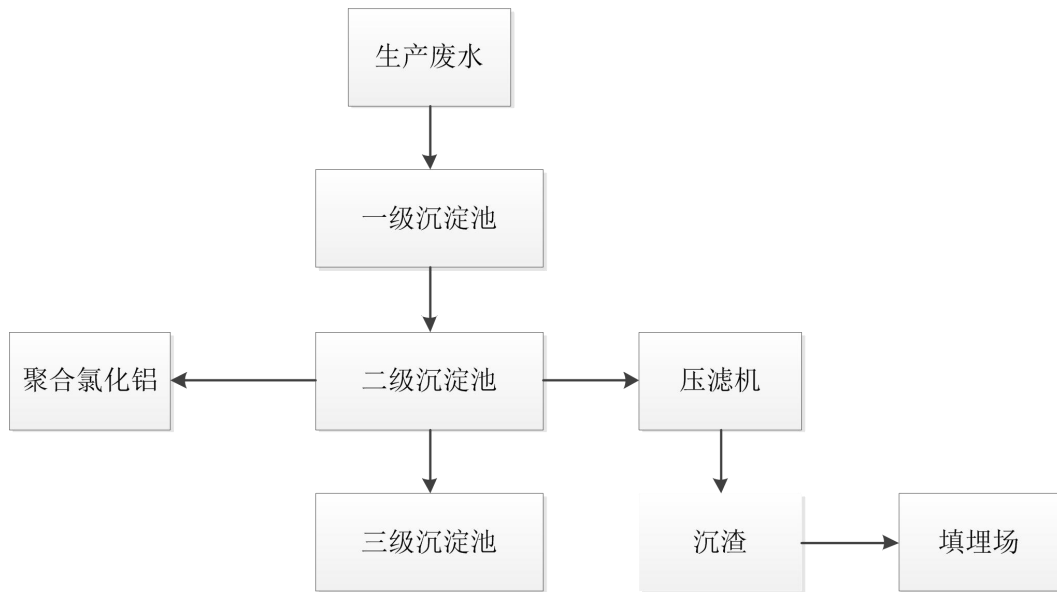 生产废水
一级沉淀池
聚合氯化铝
二级沉淀池
压滤机
三级沉淀池
沉渣
填埋场